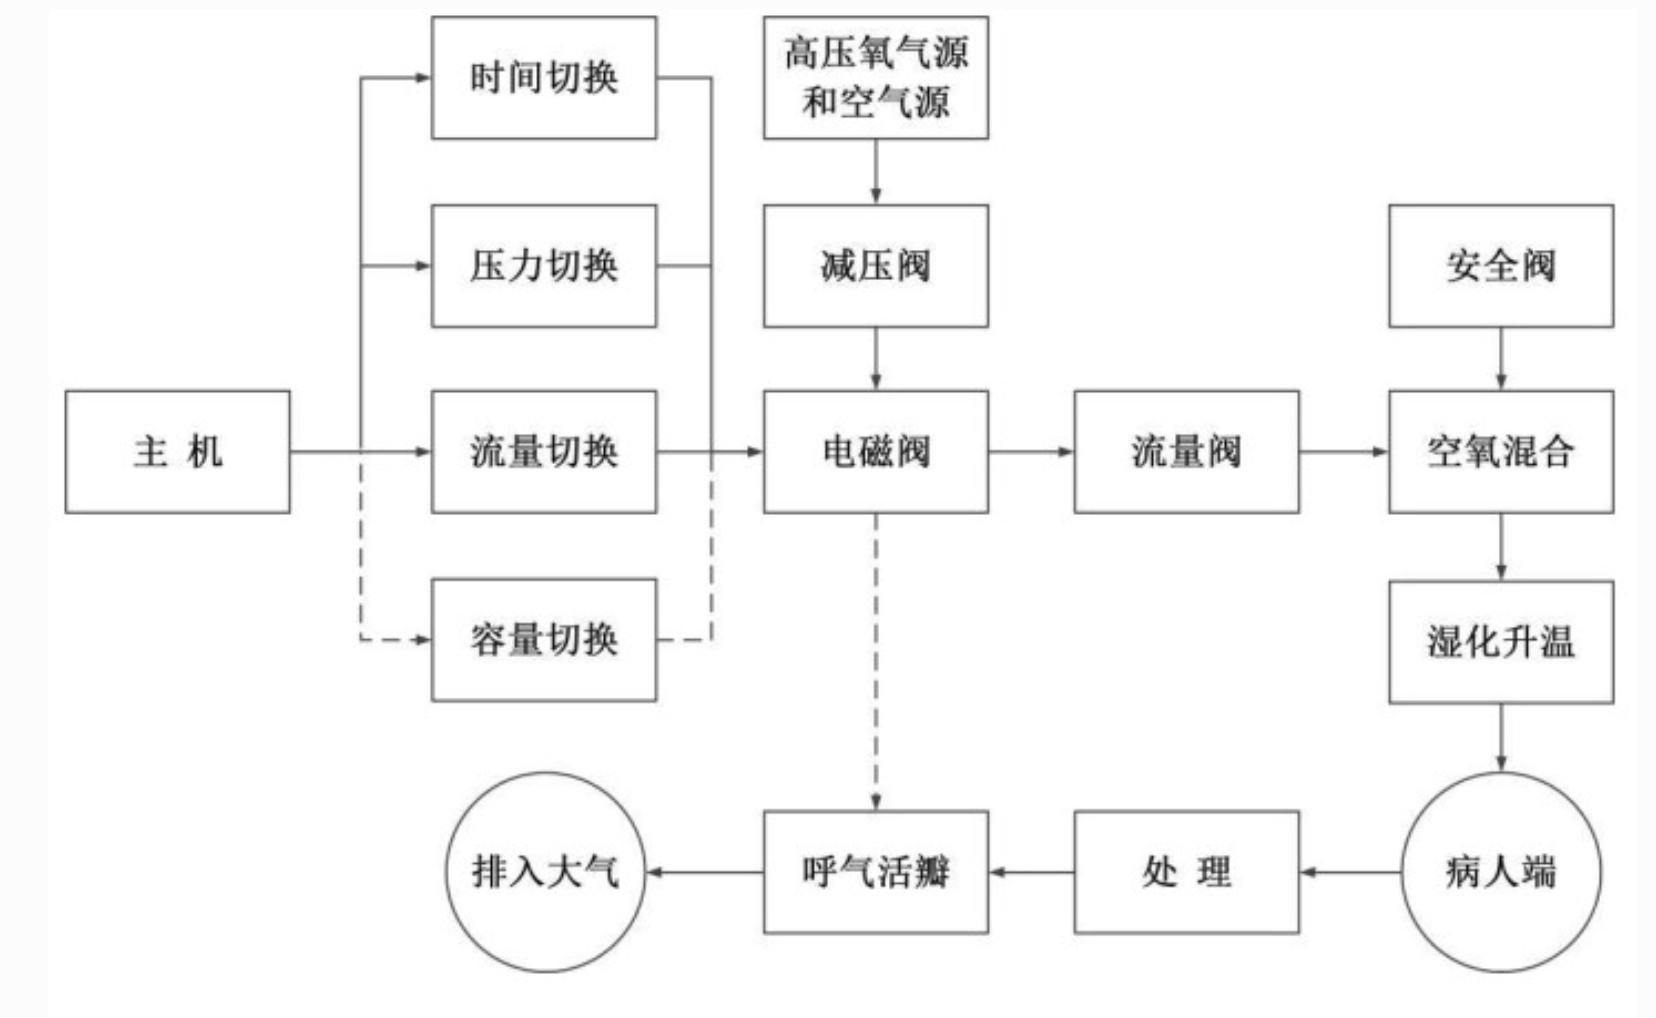 时间切换
高压氧气源
和空气源
压力切换
减压阀
安全阀
主 机
流量切换
电磁阀
流量阀
空氧混合
容量切换
湿化升温
排入大气
呼气活瓣
处 理
病人端